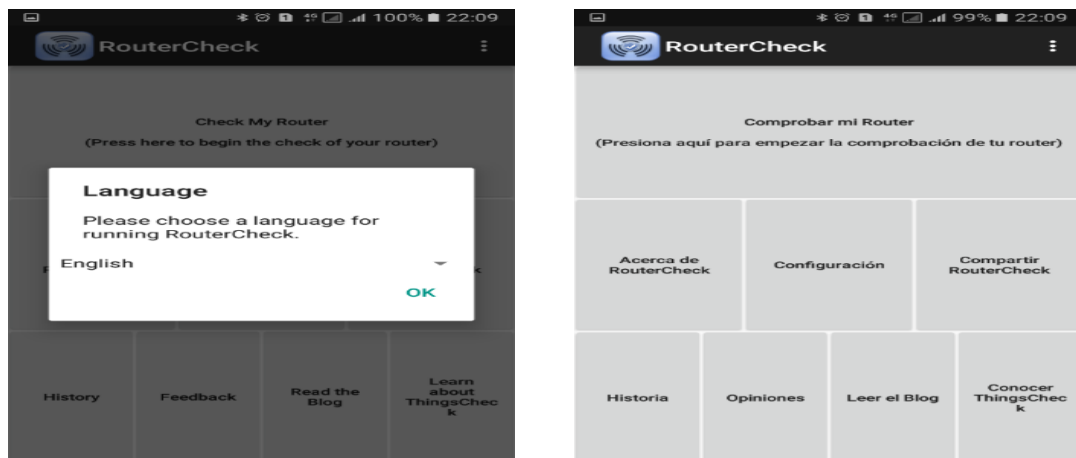 100% 22:09
RouterCheck
Check My Router
(Press here to begin the check of your router)
Language
Please choose a language for
running RouterCheck.
English
OK
History
Feedback
Read the
Blog
Learn
about
ThingsChec
k
99% 22:09
RouterCheck
Comprobar mi Router
(Presiona aquí para empezar la comprobación de tu router)
Acerca de
RouterCheck
Configuración
Compartir
RouterCheck
Historia
Opiniones
Leer el Blog
Conocer
ThingsChec
k